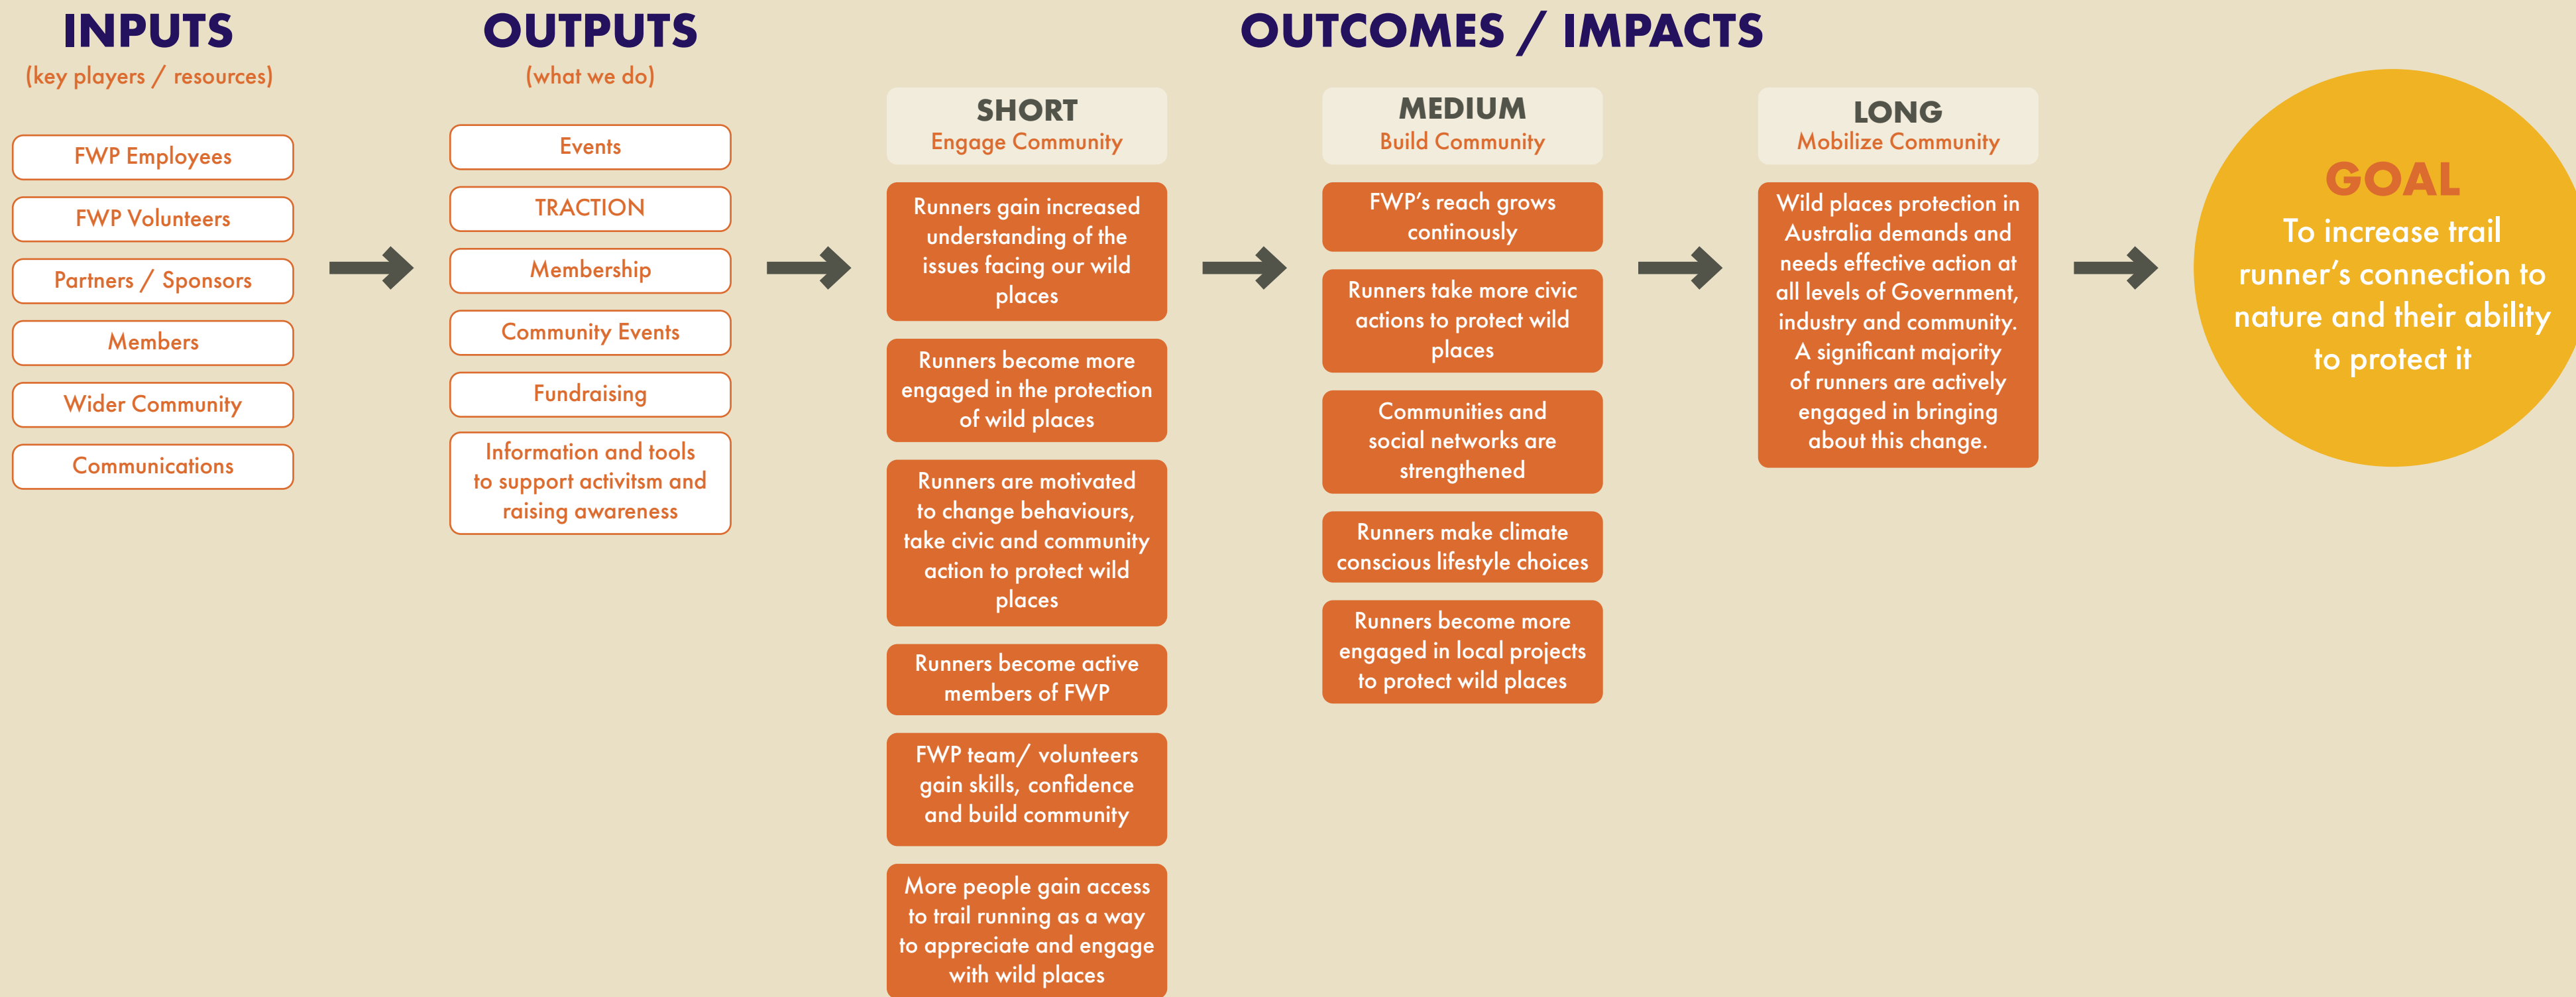 INPUTS
(key players / resources)
FWP Employees
FWP Volunteers
Partners / Sponsors
Members
Wider Community
Communications
OUTPUTS
(what we do)
Events
TRACTION
Membership
Community Events
Fundraising
Information and tools
to support activitsm and
raising awareness
OUTCOMES / IMPACTS
SHORT
Engage Community
Runners gain increased
understanding of the
issues facing our wild
places
Runners become more
engaged in the protection
of wild places
Runners are motivated
to change behaviours,
take civic and community
action to protect wild
places
Runners become active
members of FWP
FWP team/ volunteers
gain skills, confidence
and build community
More people gain access
to trail running as a way
to appreciate and engage
with wild places
MEDIUM
Build Community
FWP’s reach grows
continously
Runners take more civic
actions to protect wild
places
Communities and
social networks are
strengthened
Runners make climate
conscious lifestyle choices
Runners become more
engaged in local projects
to protect wild places
LONG
Mobilize Community
Wild places protection in
Australia demands and
needs effective action at
all levels of Government,
industry and community.
A significant majority
of runners are actively
engaged in bringing
about this change.
GOAL
To increase trail
runner’s connection to
nature and their ability
to protect it